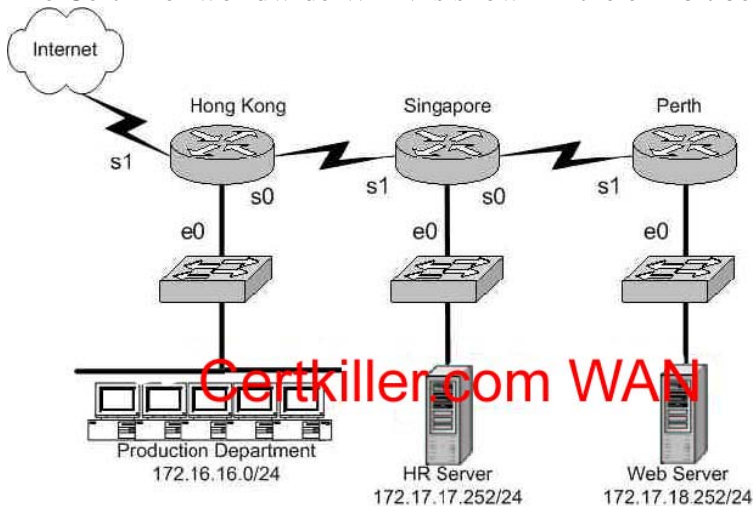 Internet
Hong Kong
Singapore
Perth
s1
s0
s1
s0
s1
e0
e0
e0
Certkiller.com WAN
Production Department
172.16.16.0/24
HR Server
172.17.17.252/24
Web Server
172.17.18.252/24